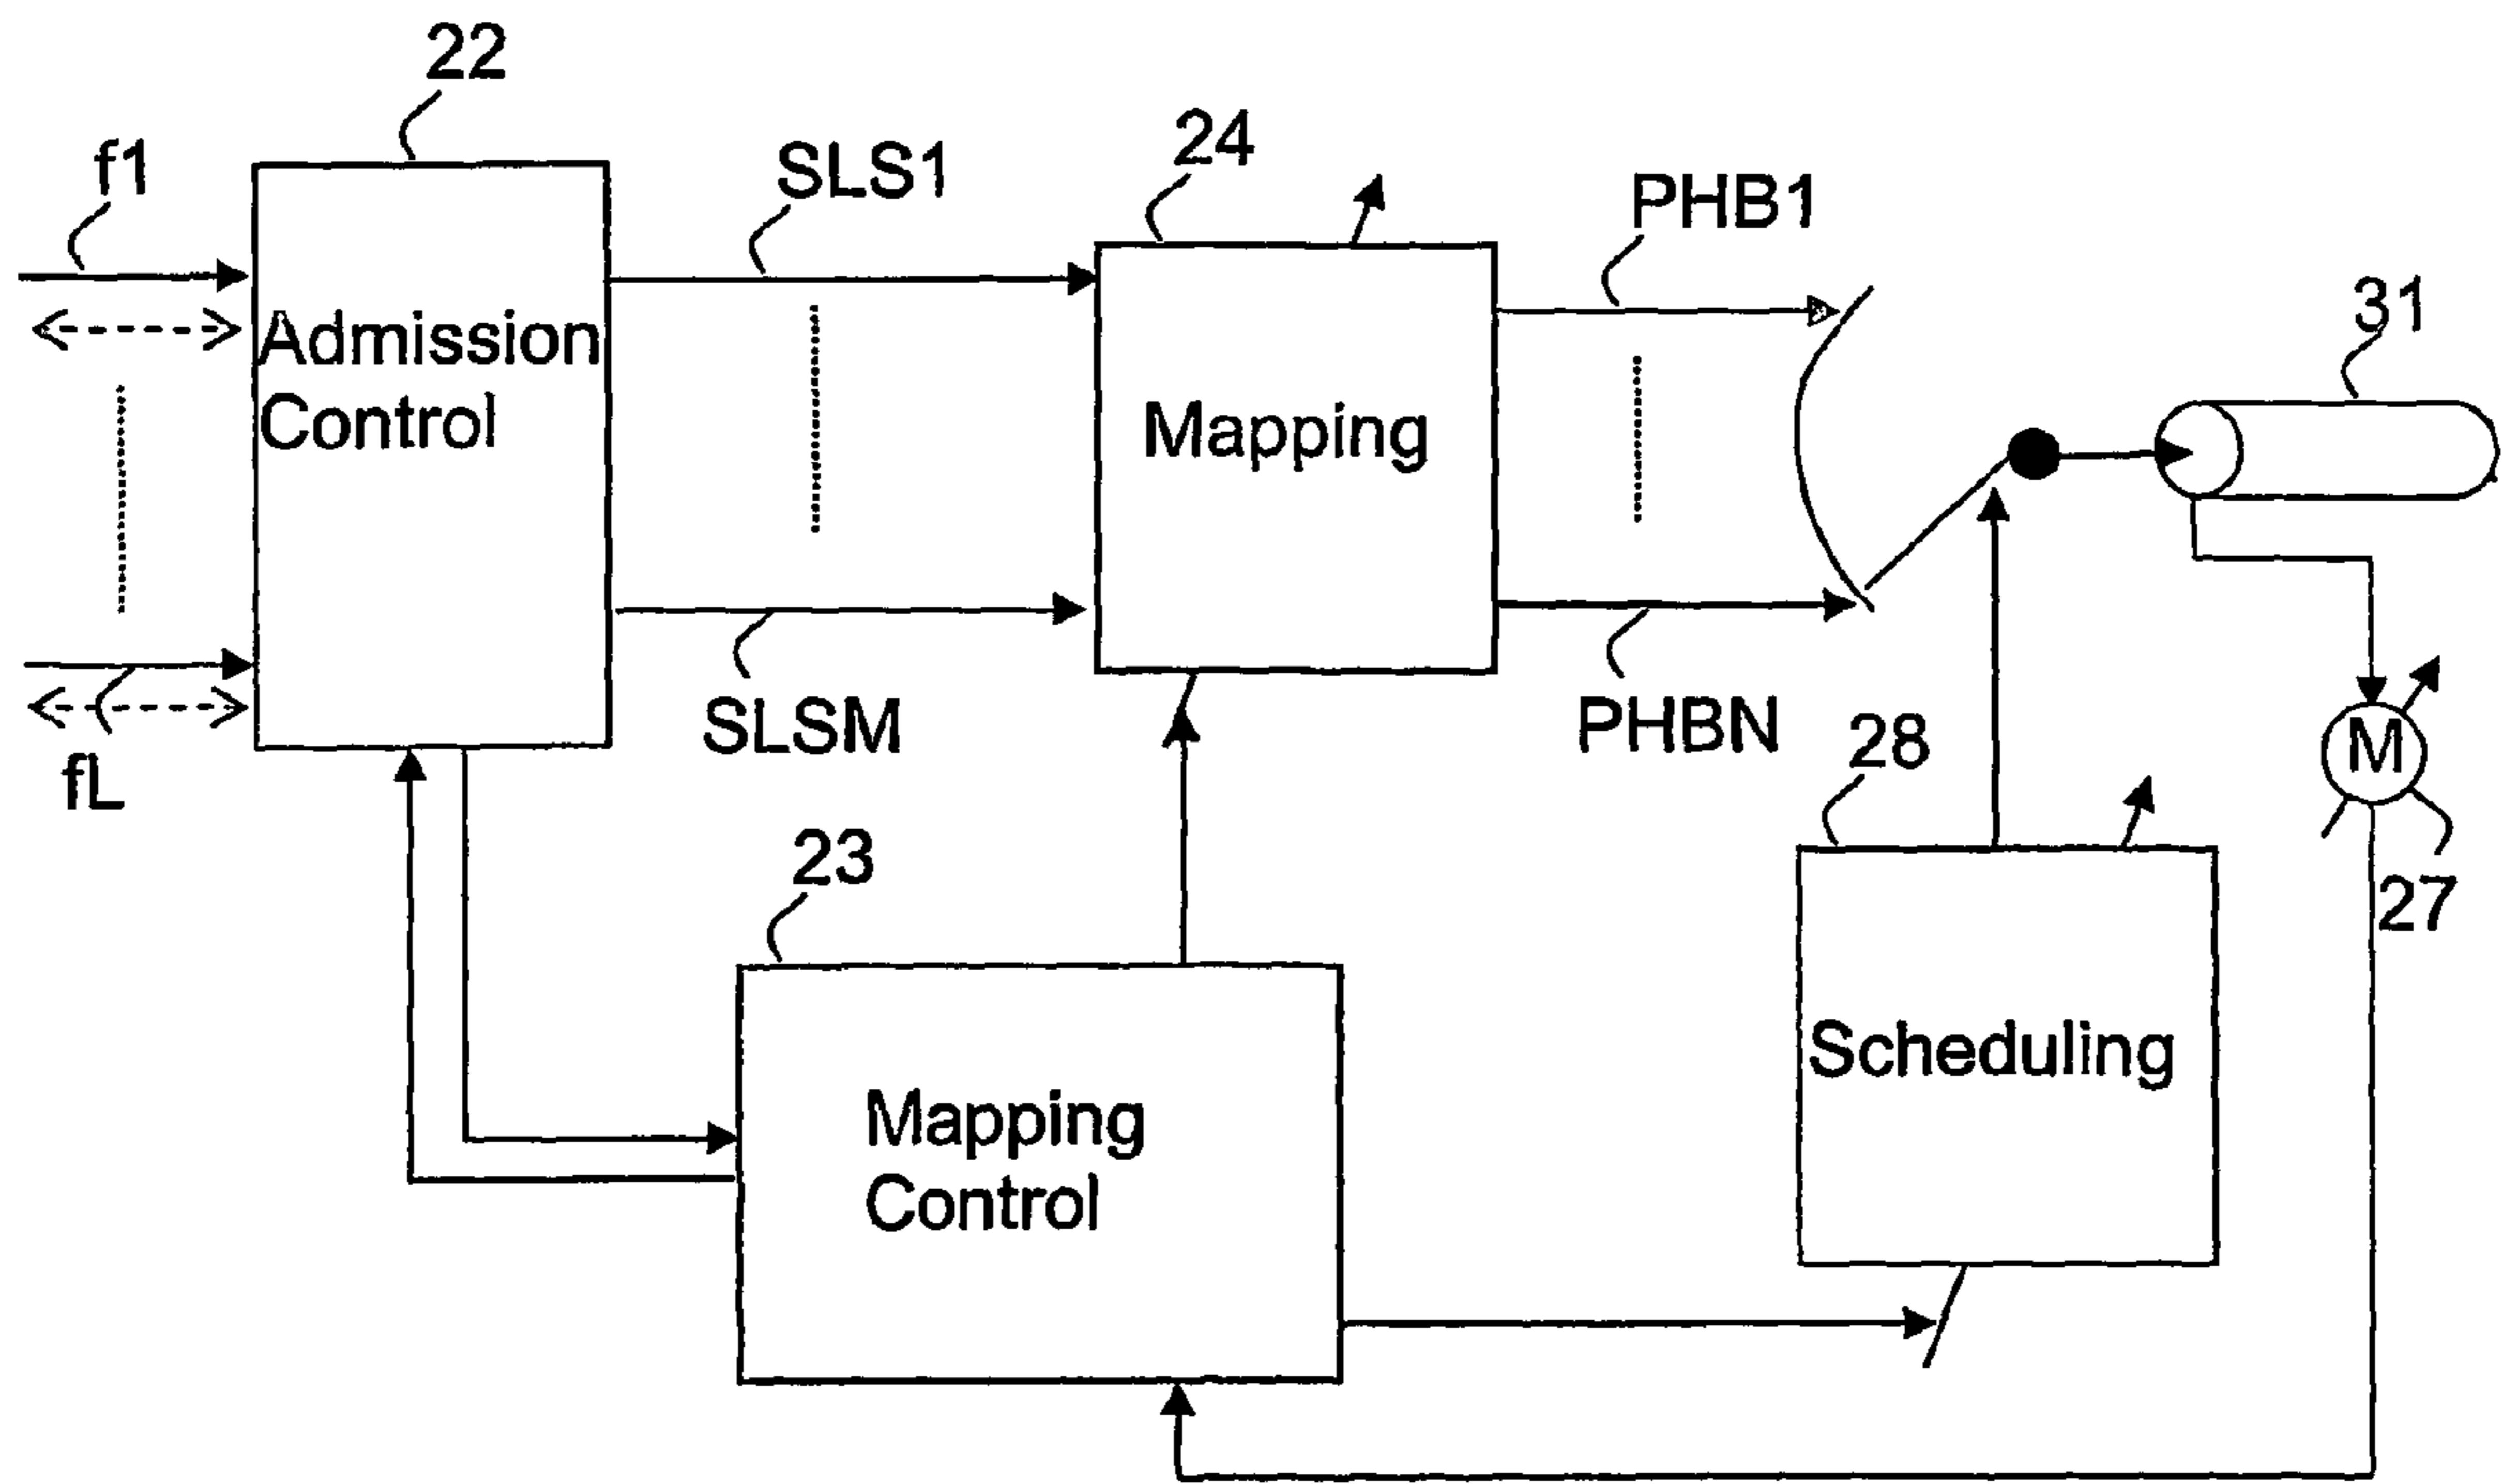 22
f1
SLS1
24
PHB1
31
Admission
Control
Mapping
SLSM
PHBN
fL
28
M
23
27
Scheduling
Mapping
Control